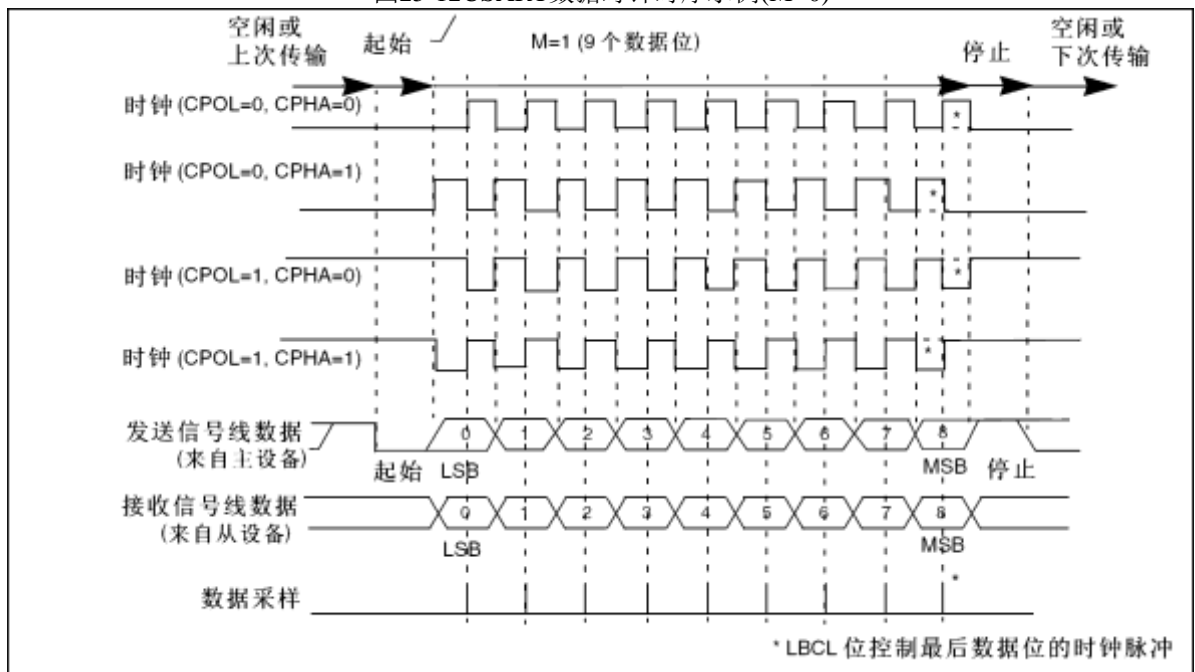 空闲或
上次传输
起始
M=1 (9 个数据位)
停止
空闲或
下次传输
时钟 (CPOL=0, CPHA=0)
*
时钟 (CPOL=0, CPHA=1)
*
时钟 (CPOL=1, CPHA=0)
*
时钟 (CPOL=1, CPHA=1)
*
发送信号线数据
(来自主设备)
0 1 2 3 4 5 6 7 8
起始 LSB MSB 停止
接收信号线数据
(来自从设备)
0 1 2 3 4 5 6 7 8
LSB MSB
*
数据采样
* LBCL 位控制最后数据位的时钟脉冲